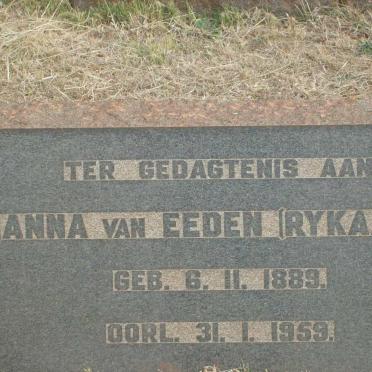 TER GEDAGTENIS AAN
ANNA VAN EEDEN (RYKA
GEB. 6. 11. 1889.
OORL. 31. 1. 1959.